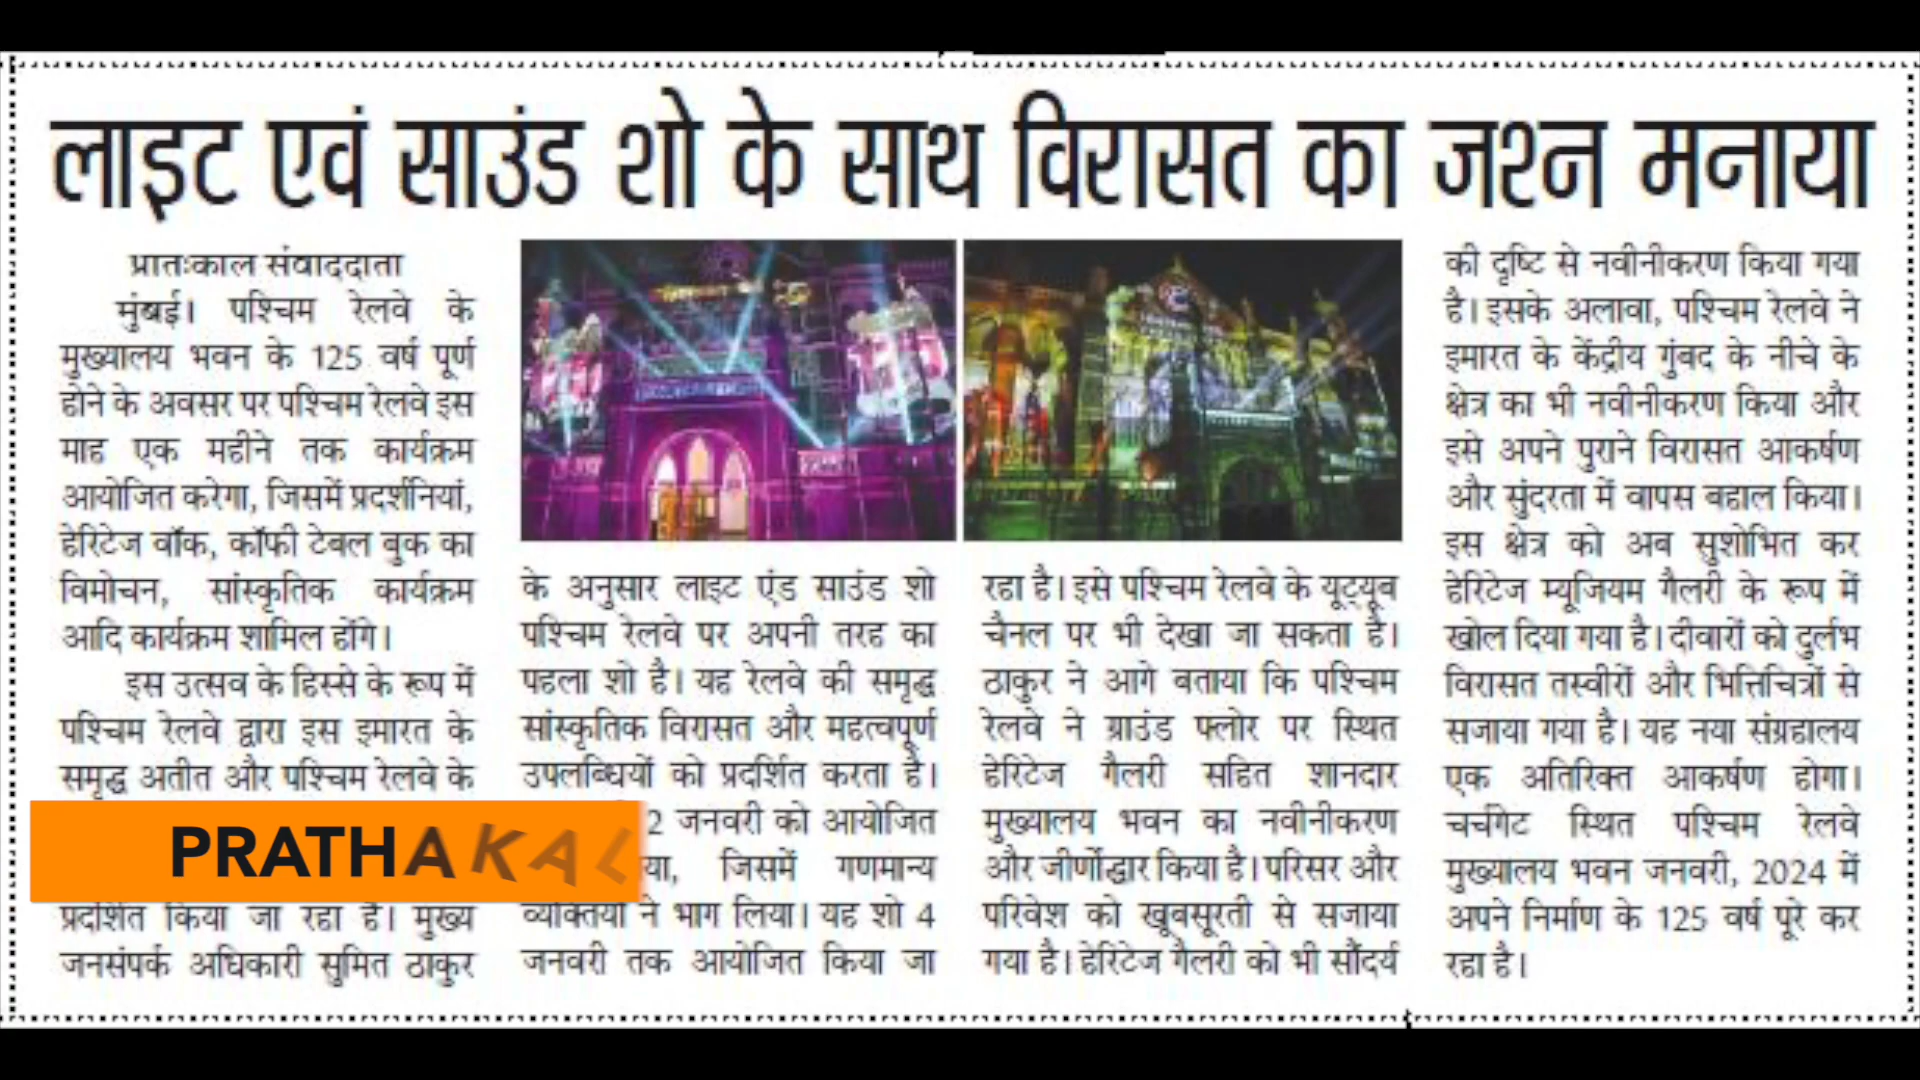 लाइट एवं साउंड शो के साथ विरासत का जश्न मनाया
प्रातःकाल संवाददाता
मुंबई। पश्चिम रेलवे के
मुख्यालय भवन के 125 वर्ष पूर्ण
होने के अवसर पर पश्चिम रेलवे इस
माह एक महीने तक कार्यक्रम
आयोजित करेगा, जिसमें प्रदर्शनियां,
हेरिटेज वॉक, कॉफी टेबल बुक का
विमोचन, सांस्कृतिक कार्यक्रम
आदि कार्यक्रम शामिल होंगे।
इस उत्सव के हिस्से के रूप में
पश्चिम रेलवे द्वारा इस इमारत के
समृद्ध अतीत और पश्चिम रेलवे के
PRATHAKAL
प्रदर्शित किया जा रहा है। मुख्य
जनसंपर्क अधिकारी सुमित ठाकुर
के अनुसार लाइट एंड साउंड शो
पश्चिम रेलवे पर अपनी तरह का
पहला शो है। यह रेलवे की समृद्ध
सांस्कृतिक विरासत और महत्वपूर्ण
उपलब्धियों को प्रदर्शित करता है।
2 जनवरी को आयोजित
या, जिसमें गणमान्य
व्यक्तियों ने भाग लिया। यह शो 4
जनवरी तक आयोजित किया जा
रहा है। इसे पश्चिम रेलवे के यूट्यूब
चैनल पर भी देखा जा सकता है।
ठाकुर ने आगे बताया कि पश्चिम
रेलवे ने ग्राउंड फ्लोर पर स्थित
हेरिटेज गैलरी सहित शानदार
मुख्यालय भवन का नवीनीकरण
और जीर्णोद्धार किया है। परिसर और
परिवेश को खूबसूरती से सजाया
गया है। हेरिटेज गैलरी को भी सौंदर्य
की दृष्टि से नवीनीकरण किया गया
है। इसके अलावा, पश्चिम रेलवे ने
इमारत के केंद्रीय गुंबद के नीचे के
क्षेत्र का भी नवीनीकरण किया और
इसे अपने पुराने विरासत आकर्षण
और सुंदरता में वापस बहाल किया।
इस क्षेत्र को अब सुशोभित कर
हेरिटेज म्यूजियम गैलरी के रूप में
खोल दिया गया है। दीवारों को दुर्लभ
विरासत तस्वीरों और भित्तिचित्रों से
सजाया गया है। यह नया संग्रहालय
एक अतिरिक्त आकर्षण होगा।
चर्चगेट स्थित पश्चिम रेलवे
मुख्यालय भवन जनवरी, 2024 में
अपने निर्माण के 125 वर्ष पूरे कर
रहा है।